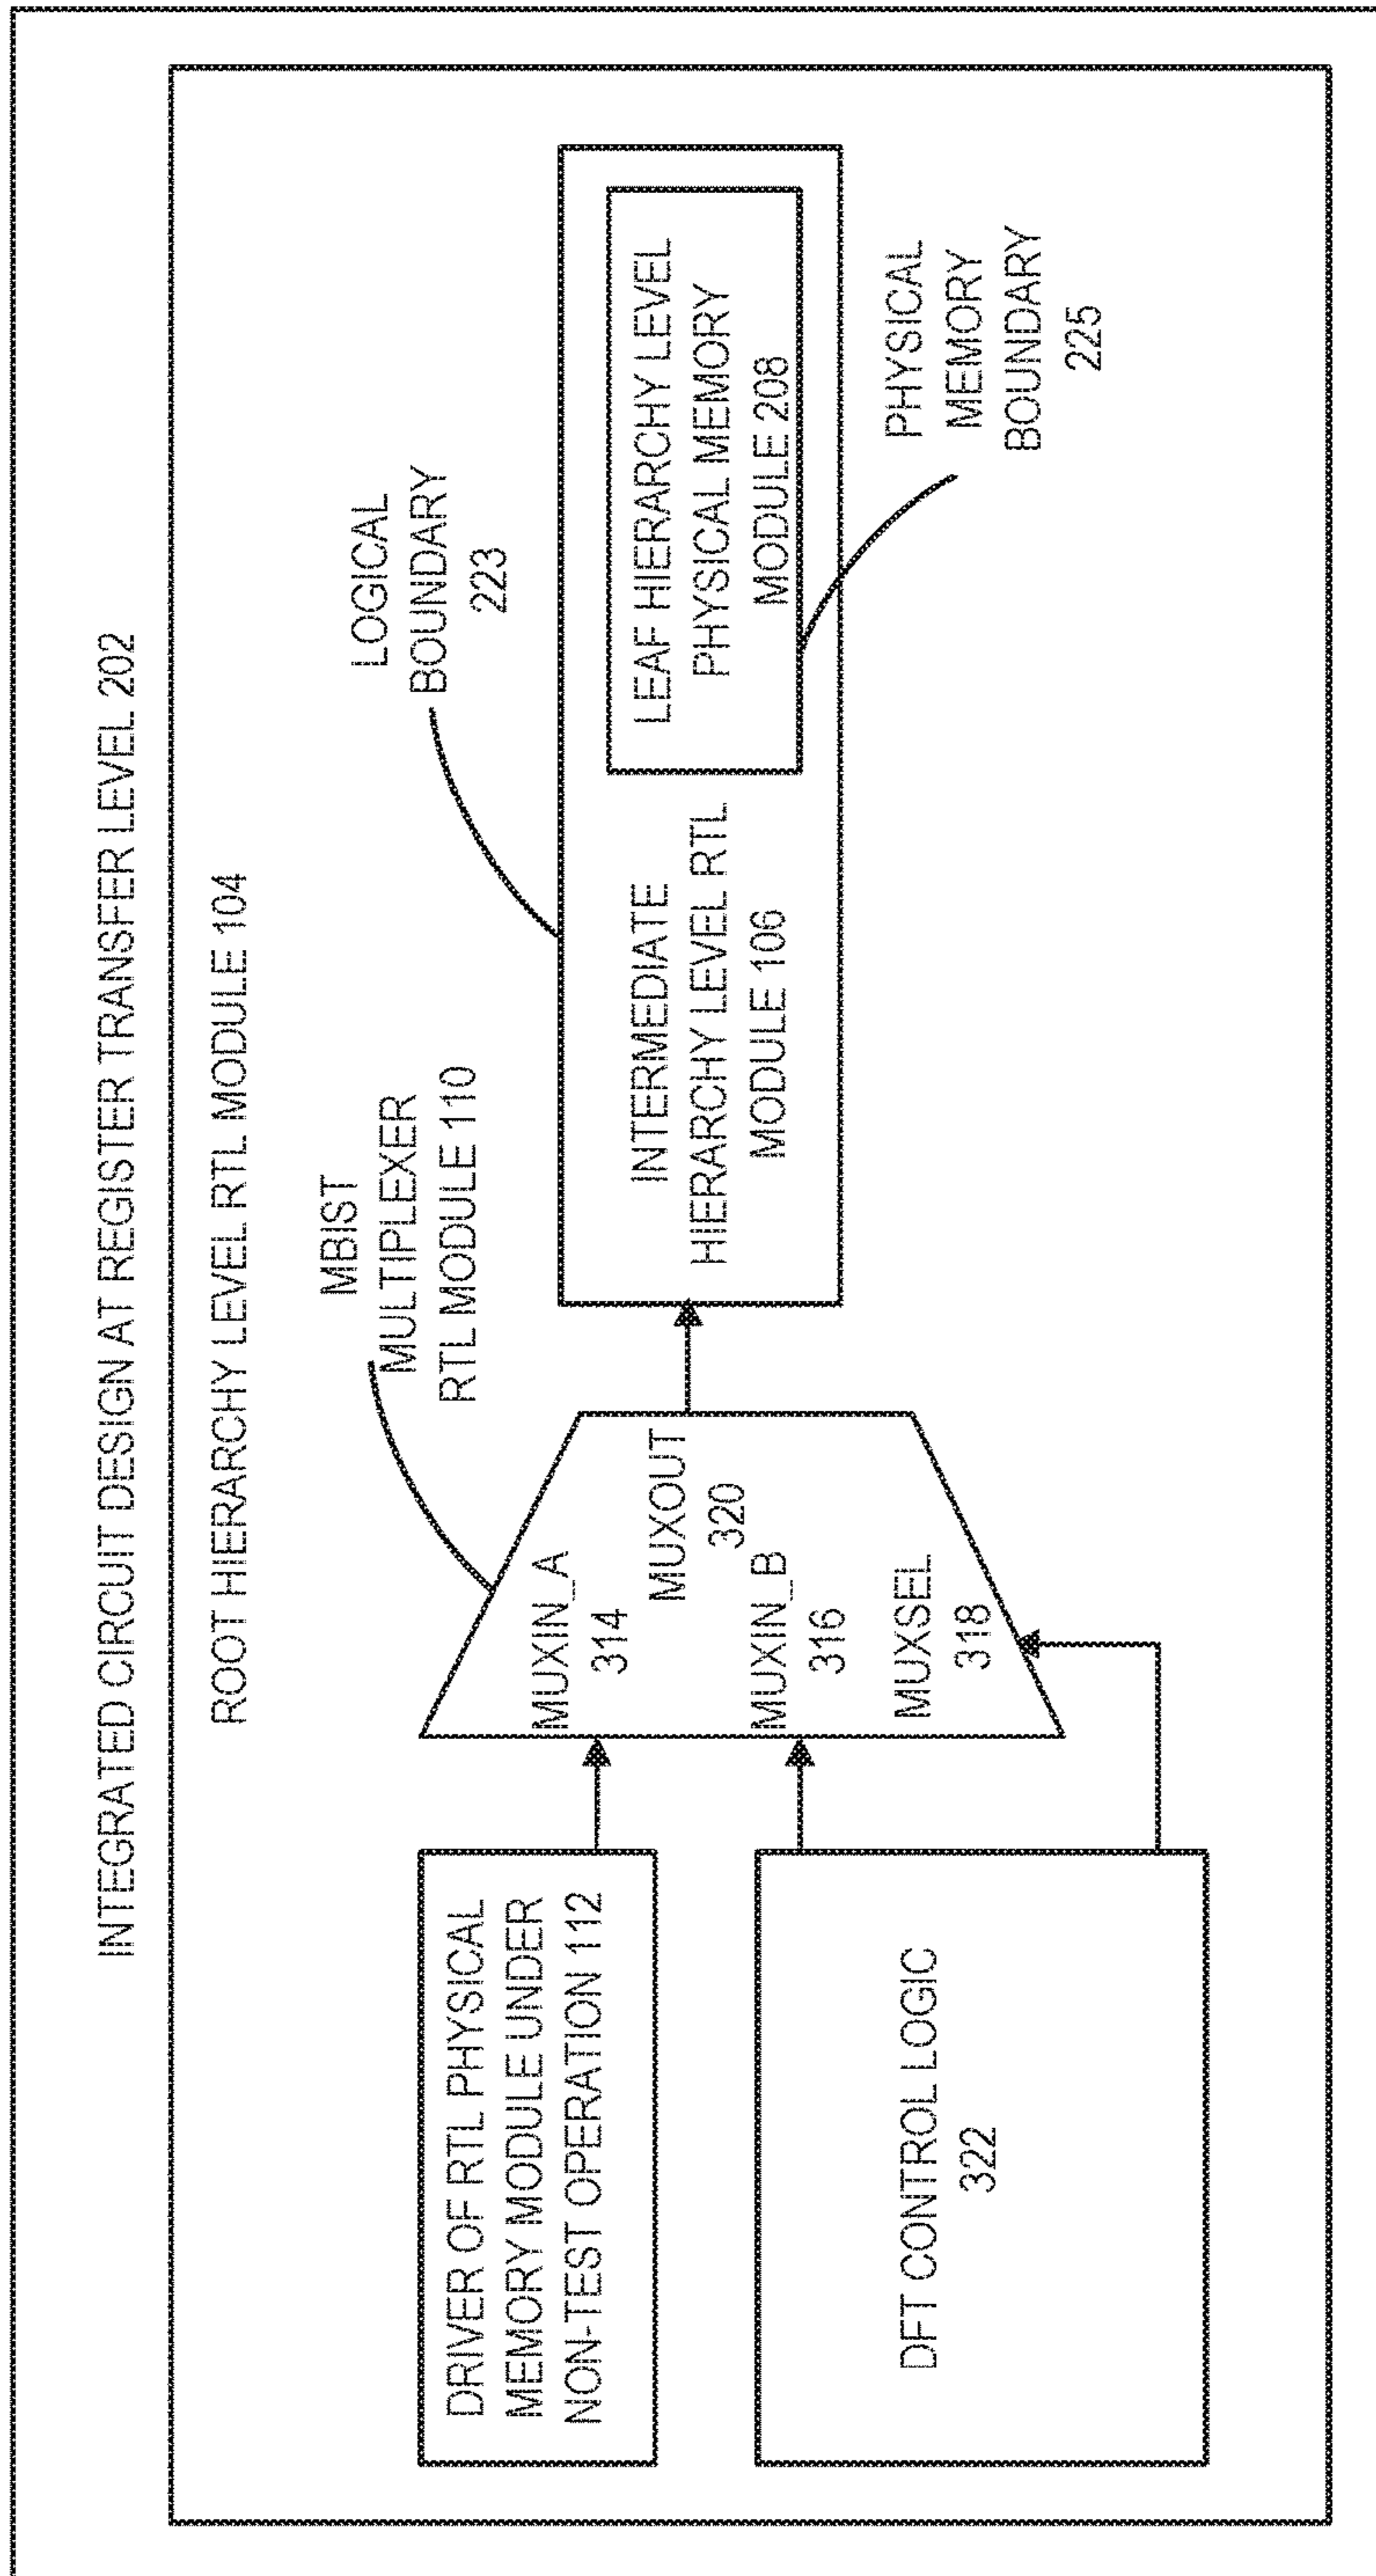 INTEGRATED CIRCUIT DESIGN AT REGISTER TRANSFER LEVEL 202
ROOT HIERARCHY LEVEL RTL MODULE 104
DRIVER OF RTL PHYSICAL
MEMORY MODULE UNDER
NON-TEST OPERATION 112
DFT CONTROL LOGIC
322
MBIST
MULTIPLEXER
RTL MODULE 110
MUXIN_A
314
MUXOUT
320
MUXIN_B
316
MUXSEL
318
LOGICAL
BOUNDARY
223
INTERMEDIATE
HIERARCHY LEVEL RTL
MODULE 106
LEAF HIERARCHY LEVEL
PHYSICAL MEMORY
MODULE 208
PHYSICAL
MEMORY
BOUNDARY
225